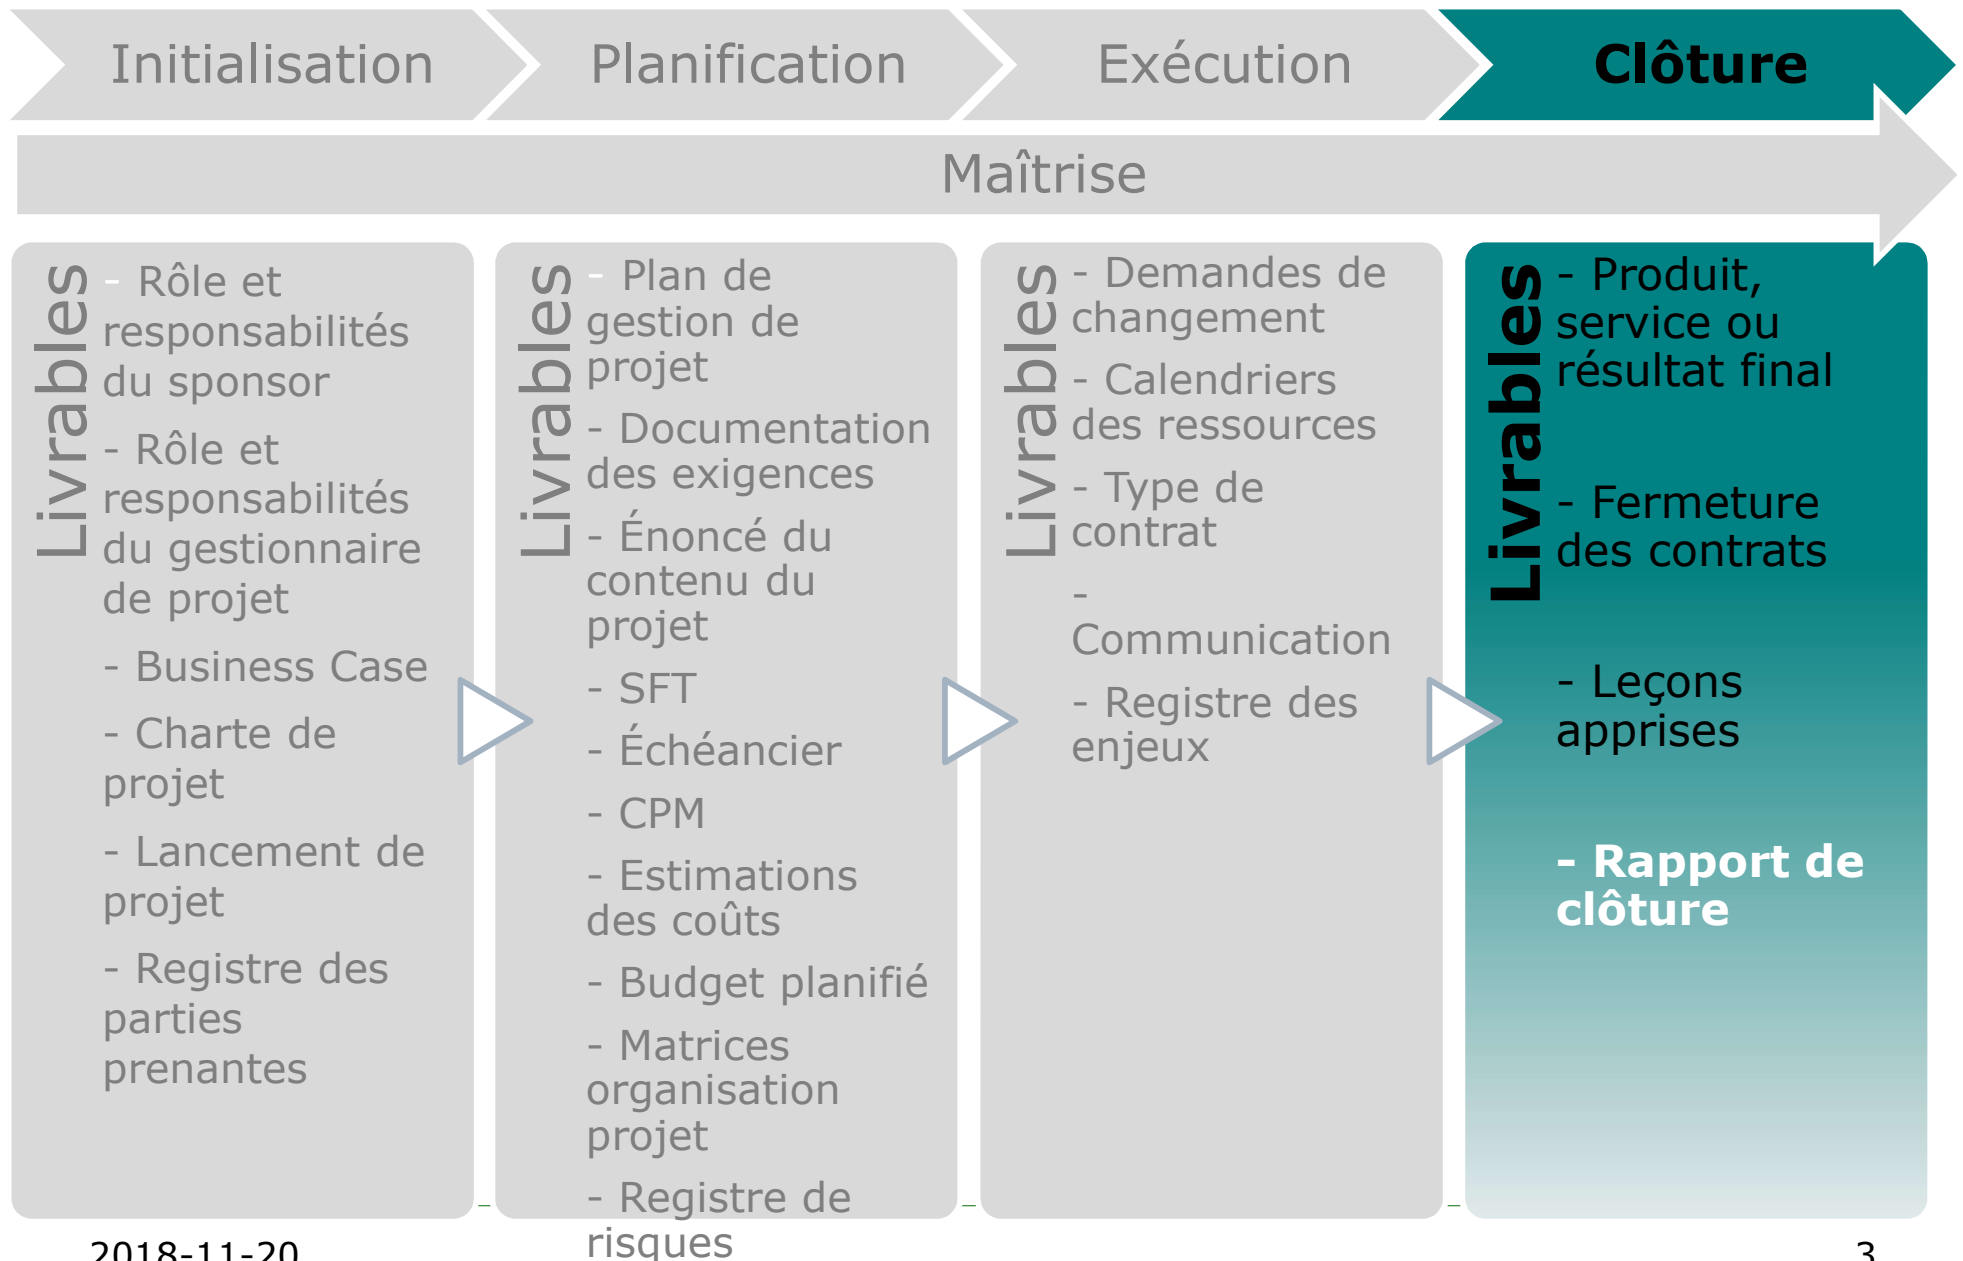 Initialisation
Planification
Exécution
Clôture
Maîtrise
Livrables
- Rôle et
responsabilités
du sponsor
- Rôle et
responsabilités
du gestionnaire
de projet
- Business Case
- Charte de
projet
- Lancement de
projet
- Registre des
parties
prenantes
Livrables
- Plan de
gestion de
projet
- Documentation
des exigences
- Énoncé du
contenu du
projet
- SFT
- Échéancier
- CPM
- Estimations
des coûts
- Budget planifié
- Matrices
organisation
projet
- Registre de
risques
Livrables
- Demandes de
changement
- Calendriers
des ressources
- Type de
contrat
-
Communication
- Registre des
enjeux
Livrables
- Produit,
service ou
résultat final
- Fermeture
des contrats
- Leçons
apprises
- Rapport de
clôture
2018-11-20
3